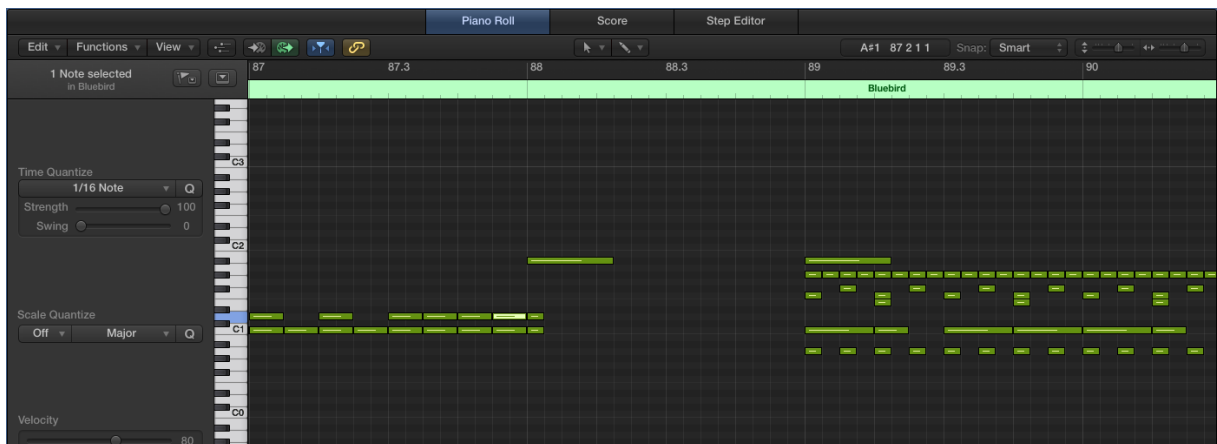 Piano Roll Score Step Editor
Edit Functions View A♯1 87 2 1 1 Snap: Smart
1 Note selected
in Bluebird
87 87.3 88 88.3 89 89.3 90
Bluebird
Time Quantize
1/16 Note Q
Strength 100
Swing 0
Scale Quantize
Off Major Q
Velocity
80
C3
C2
C1
C0